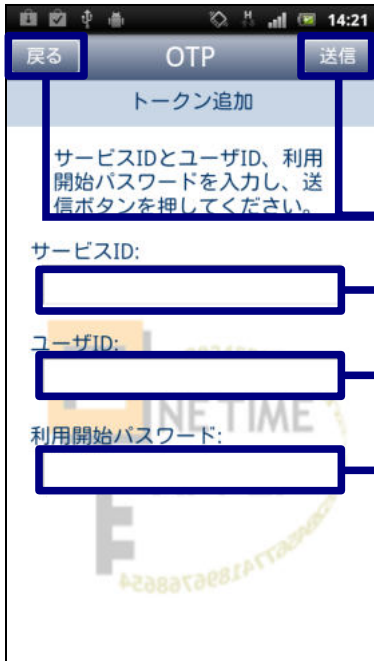 14:21
戻る OTP 送信
トークン追加
サービスIDとユーザID、利用
開始パスワードを入力し、送
信ボタンを押してください。
サービスID:
ユーザID:
NE TIME
利用開始パスワード: